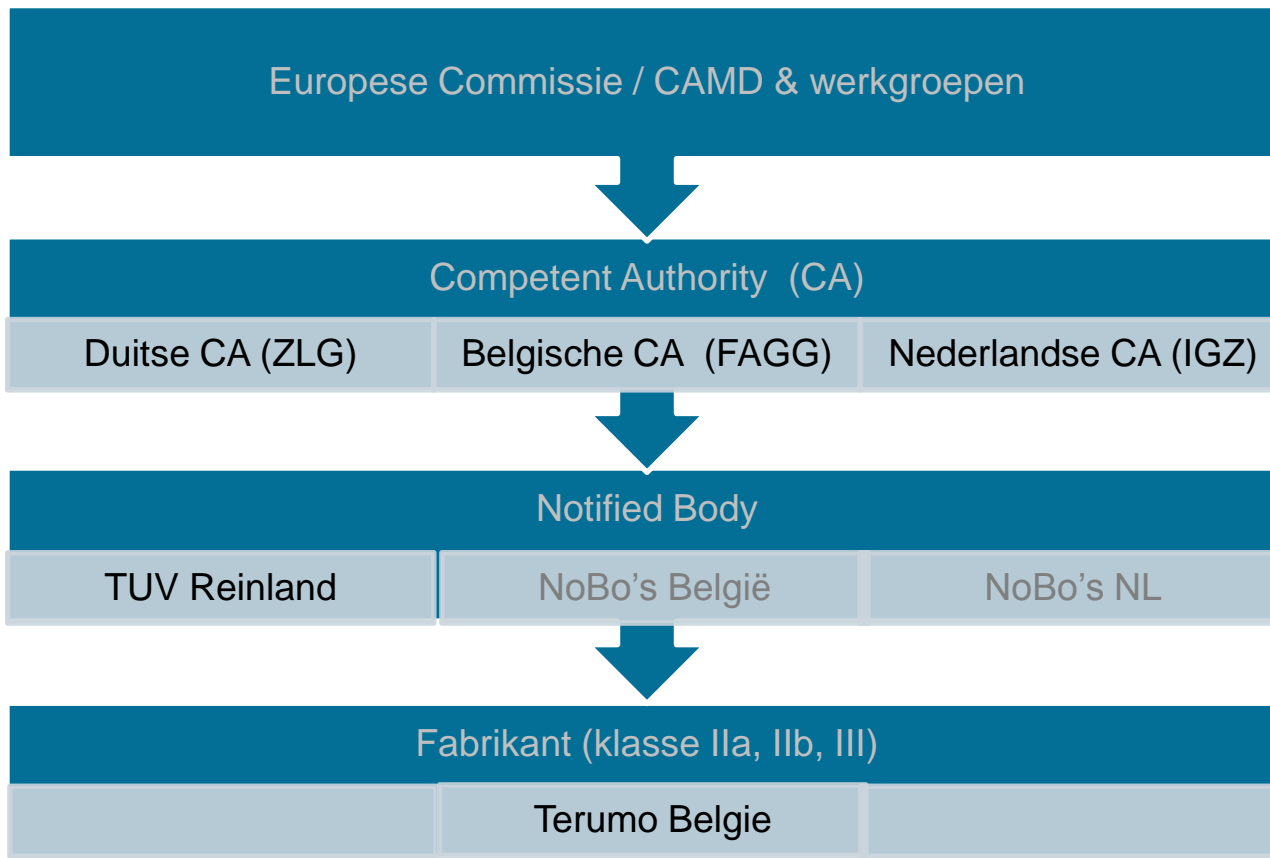 Europese Commissie / CAMD & werkgroepen
Competent Authority (CA)
Duitse CA (ZLG)
Belgische CA (FAGG)
Nederlandse CA (IGZ)
Notified Body
TUV Reinland
NoBo's België
NoBo's NL
Fabrikant (klasse IIa, IIb, III)
Terumo Belgie